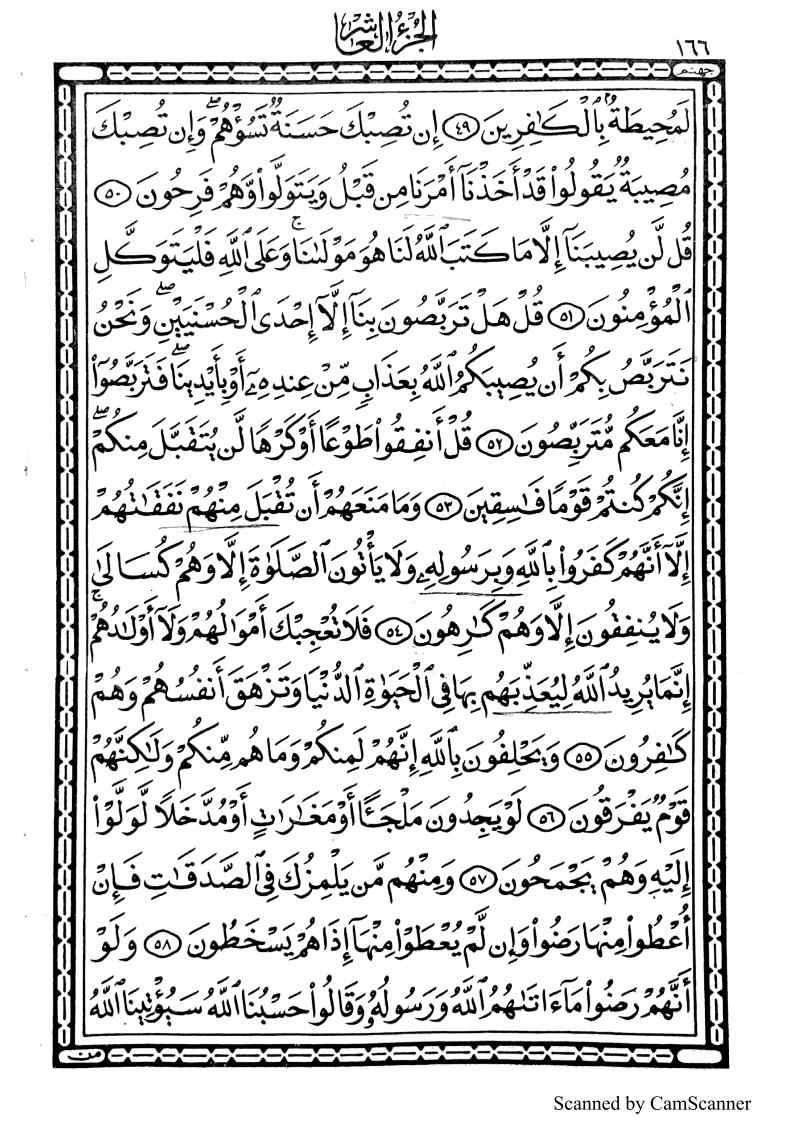 ١٦٦
الجزء العاشر
جهنم
لَمُحِيطَةٌۢ بِٱلْكَـٰفِرِينَ ٤٩ إِن تُصِبْكَ حَسَنَةٌۭ تَسُؤْهُمْ ۖ وَإِن تُصِبْكَ
مُصِيبَةٌۭ يَقُولُوا۟ قَدْ أَخَذْنَآ أَمْرَنَا مِن قَبْلُ وَيَتَوَلَّوا۟ وَّهُمْ فَرِحُونَ ٥٠
قُل لَّن يُصِيبَنَآ إِلَّا مَا كَتَبَ ٱللَّهُ لَنَا هُوَ مَوْلَىٰنَا ۚ وَعَلَى ٱللَّهِ فَلْيَتَوَكَّلِ
ٱلْمُؤْمِنُونَ ٥١ قُلْ هَلْ تَرَبَّصُونَ بِنَآ إِلَّآ إِحْدَى ٱلْحُسْنَيَيْنِ ۖ وَنَحْنُ
نَتَرَبَّصُ بِكُمْ أَن يُصِيبَكُمُ ٱللَّهُ بِعَذَابٍۢ مِّنْ عِندِهِۦٓ أَوْ بِأَيْدِينَا ۖ فَتَرَبَّصُوٓا۟
إِنَّا مَعَكُم مُّتَرَبِّصُونَ ٥٢ قُلْ أَنفِقُوا۟ طَوْعًا أَوْ كَرْهًا لَّن يُتَقَبَّلَ مِنكُمْ ۖ
إِنَّكُمْ كُنتُمْ قَوْمًا فَـٰسِقِينَ ٥٣ وَمَا مَنَعَهُمْ أَن تُقْبَلَ مِنْهُمْ نَفَقَـٰتُهُمْ
إِلَّآ أَنَّهُمْ كَفَرُوا۟ بِٱللَّهِ وَبِرَسُولِهِۦ وَلَا يَأْتُونَ ٱلصَّلَوٰةَ إِلَّا وَهُمْ كُسَالَىٰ
وَلَا يُنفِقُونَ إِلَّا وَهُمْ كَـٰرِهُونَ ٥٤ فَلَا تُعْجِبْكَ أَمْوَٰلُهُمْ وَلَآ أَوْلَـٰدُهُمْ ۚ
إِنَّمَا يُرِيدُ ٱللَّهُ لِيُعَذِّبَهُم بِهَا فِى ٱلْحَيَوٰةِ ٱلدُّنْيَا وَتَزْهَقَ أَنفُسُهُمْ وَهُمْ
كَـٰفِرُونَ ٥٥ وَيَحْلِفُونَ بِٱللَّهِ إِنَّهُمْ لَمِنكُمْ وَمَا هُم مِّنكُمْ وَلَـٰكِنَّهُمْ
قَوْمٌۭ يَفْرَقُونَ ٥٦ لَوْ يَجِدُونَ مَلْجَـًٔا أَوْ مَغَـٰرَٰتٍ أَوْ مُدَّخَلًۭا لَّوَلَّوْا۟
إِلَيْهِ وَهُمْ يَجْمَحُونَ ٥٧ وَمِنْهُم مَّن يَلْمِزُكَ فِى ٱلصَّدَقَـٰتِ فَإِنْ
أُعْطُوا۟ مِنْهَا رَضُوا۟ وَإِن لَّمْ يُعْطَوْا۟ مِنْهَآ إِذَا هُمْ يَسْخَطُونَ ٥٨ وَلَوْ
أَنَّهُمْ رَضُوا۟ مَآ ءَاتَىٰهُمُ ٱللَّهُ وَرَسُولُهُۥ وَقَالُوا۟ حَسْبُنَا ٱللَّهُ سَيُؤْتِينَا ٱللَّهُ
من
Scanned by CamScanner